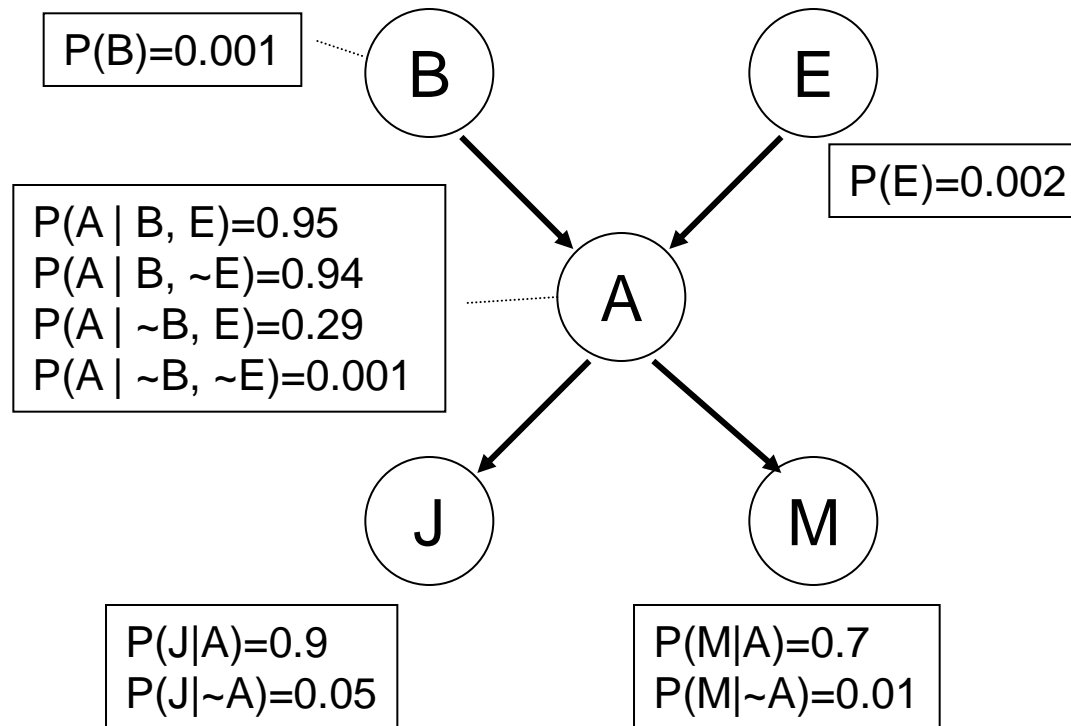 P(B)=0.001
B
E
P(E)=0.002
P(A | B, E)=0.95
P(A | B, ~E)=0.94
P(A | ~B, E)=0.29
P(A | ~B, ~E)=0.001
A
J
M
P(J|A)=0.9
P(J|~A)=0.05
P(M|A)=0.7
P(M|~A)=0.01